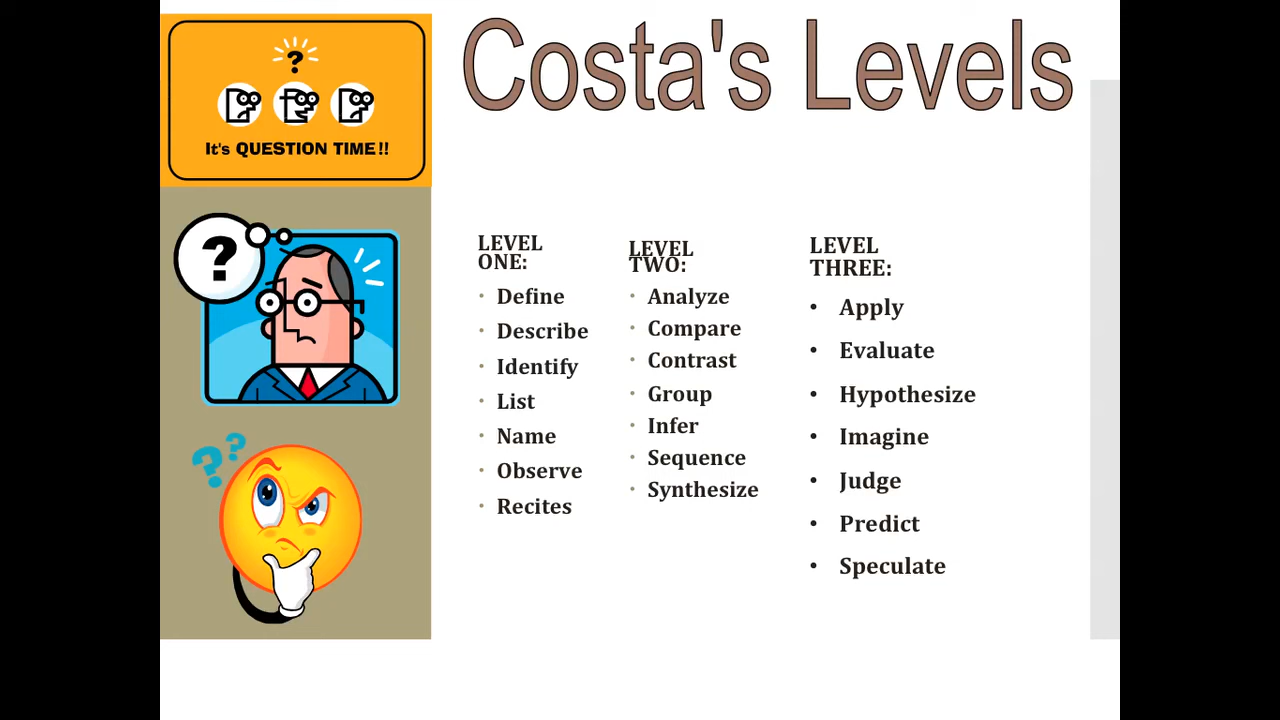 ?
It's QUESTION TIME!!
?
? ?
Costa's Levels
LEVEL
ONE:
· Define
· Describe
· Identify
· List
· Name
· Observe
· Recites
LEVEL
TWO:
· Analyze
· Compare
· Contrast
· Group
· Infer
· Sequence
· Synthesize
LEVEL
THREE:
• Apply
• Evaluate
• Hypothesize
• Imagine
• Judge
• Predict
• Speculate